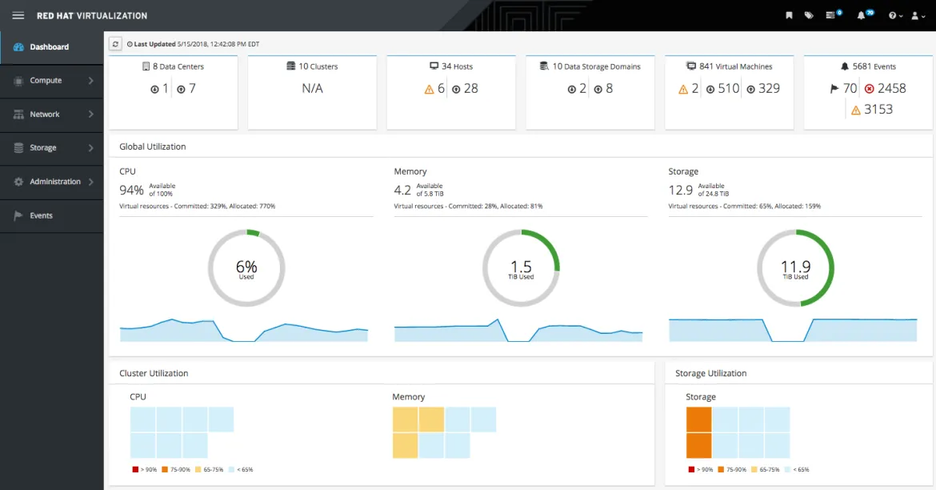 RED HAT VIRTUALIZATION
Dashboard
Compute
Network
Storage
Administration
Events
Last Updated 5/15/2018, 12:42:08 PM EDT
8 Data Centers
1 7
10 Clusters
N/A
34 Hosts
6 28
10 Data Storage Domains
2 8
841 Virtual Machines
2 510 329
5681 Events
70 2458
3153
Global Utilization
CPU
94% Available of 100%
Virtual resources - Committed: 329%, Allocated: 770%
6%
Used
Memory
4.2 Available of 5.8 TiB
Virtual resources - Committed: 28%, Allocated: 81%
1.5
TiB Used
Storage
12.9 Available of 24.8 TiB
Virtual resources - Committed: 65%, Allocated: 159%
11.9
TiB Used
Cluster Utilization
CPU
> 90% 75-90% 65-75% < 65%
Memory
> 90% 75-90% 65-75% < 65%
Storage Utilization
Storage
> 90% 75-90% 65-75% < 65%